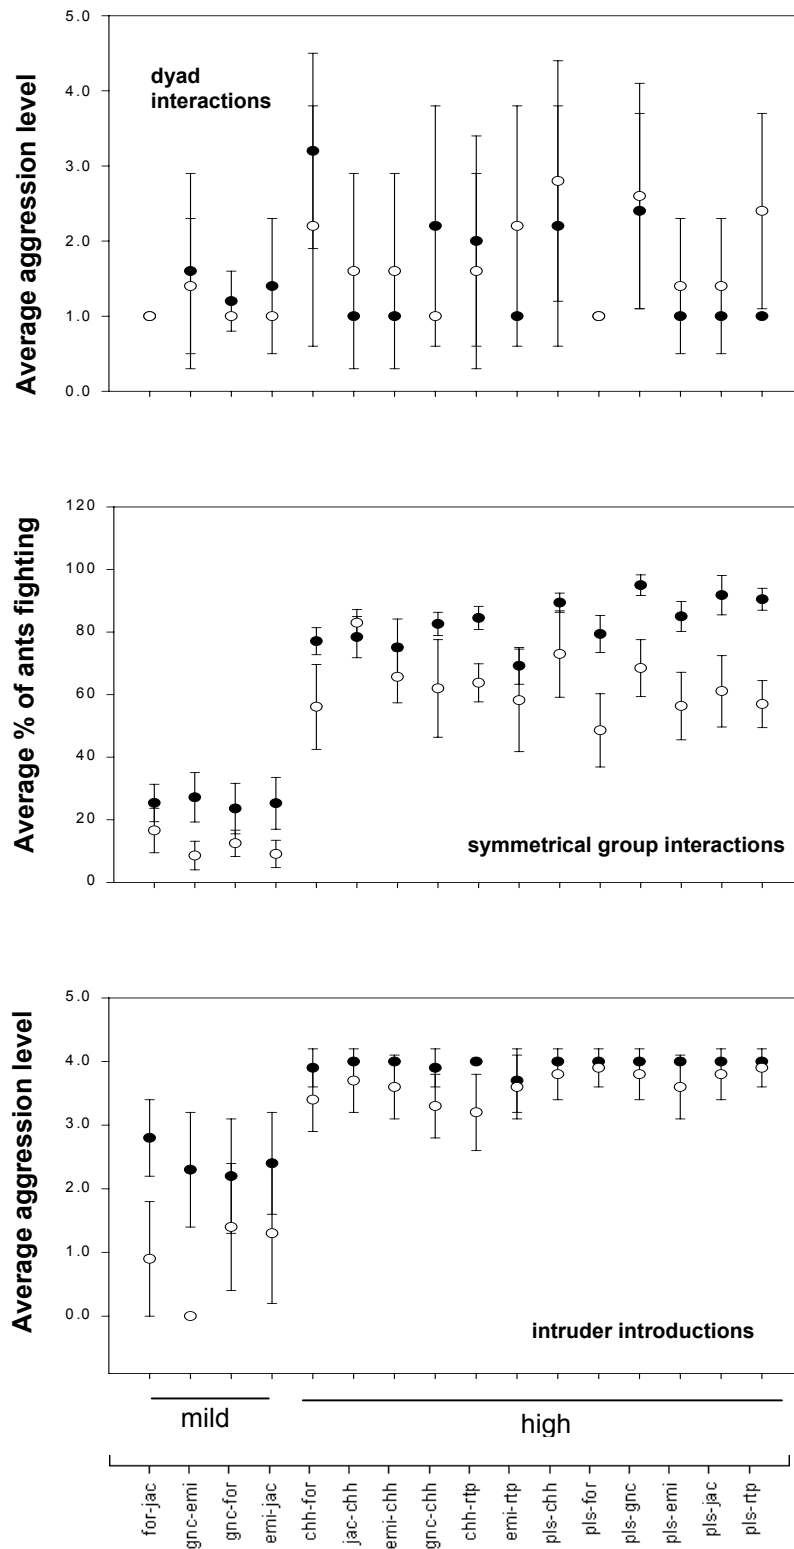 5.0
dyad
interactions
4.0
3.0
2.0
1.0
0.0
Average aggression level
120
100
80
60
40
20
0
Average % of ants fighting
symmetrical group interactions
5.0
4.0
3.0
2.0
1.0
0.0
Average aggression level
intruder introductions
mild
high
for-jac
gnc-emi
gnc-for
emi-jac
chh-for
jac-chh
emi-chh
gnc-chh
chh-rtp
emi-rtp
pls-chh
pls-for
pls-gnc
pls-emi
pls-jac
pls-rtp